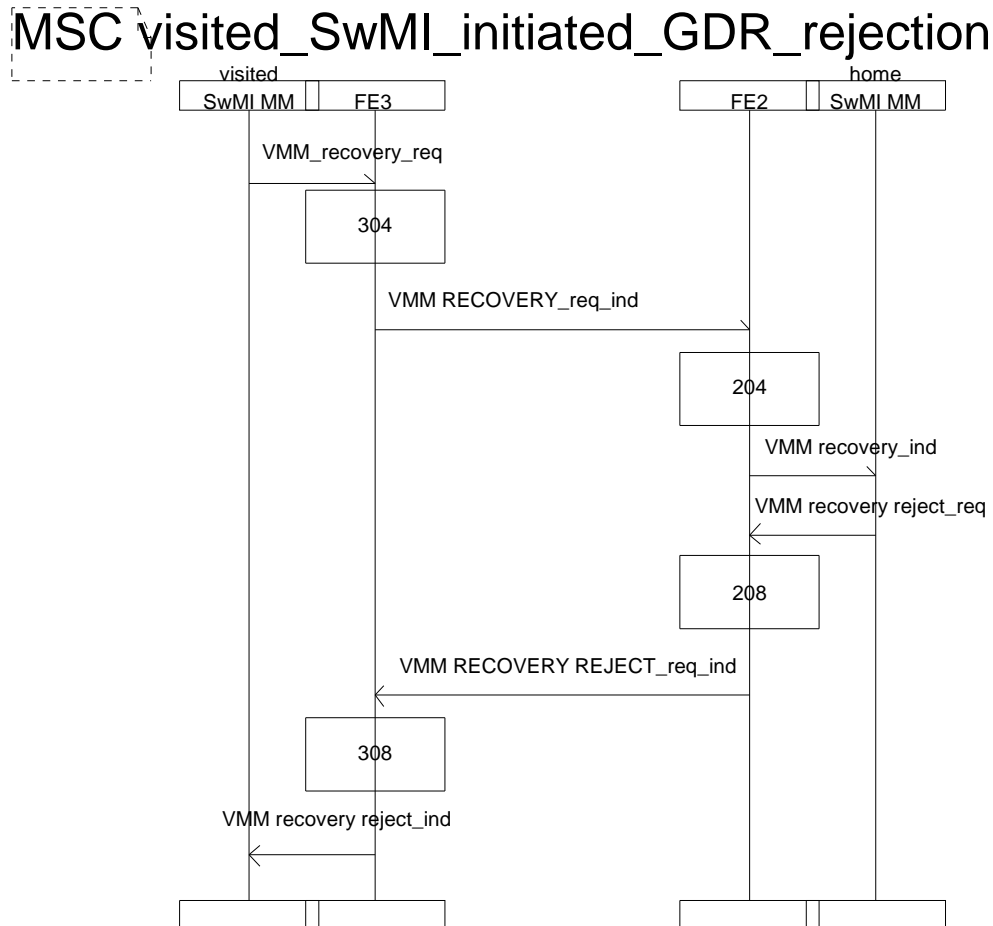 MSC visited_SwMI_initiated_GDR_rejection
visited
home
SwMI MM
FE3
FE2
SwMI MM
VMM_recovery_req
304
VMM RECOVERY_req_ind
204
VMM recovery_ind
VMM recovery reject_req
208
VMM RECOVERY REJECT_req_ind
308
VMM recovery reject_ind